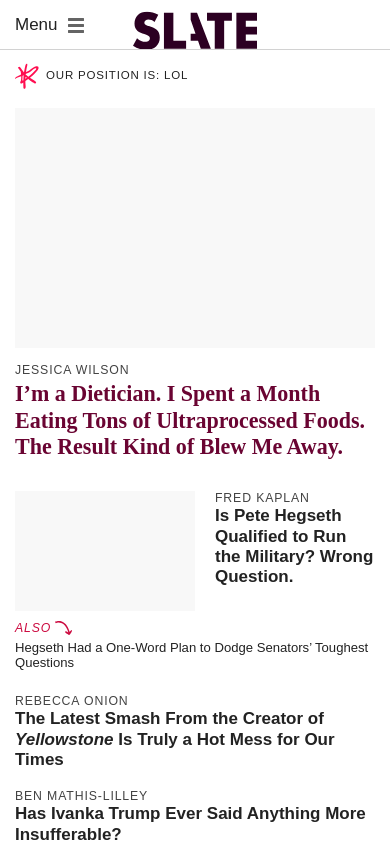 Menu
SLATE
OUR POSITION IS: LOL
JESSICA WILSON
I’m a Dietician. I Spent a Month
Eating Tons of Ultraprocessed Foods.
The Result Kind of Blew Me Away.
FRED KAPLAN
Is Pete Hegseth
Qualified to Run
the Military? Wrong
Question.
ALSO
Hegseth Had a One-Word Plan to Dodge Senators’ Toughest
Questions
REBECCA ONION
The Latest Smash From the Creator of
Yellowstone Is Truly a Hot Mess for Our
Times
BEN MATHIS-LILLEY
Has Ivanka Trump Ever Said Anything More
Insufferable?